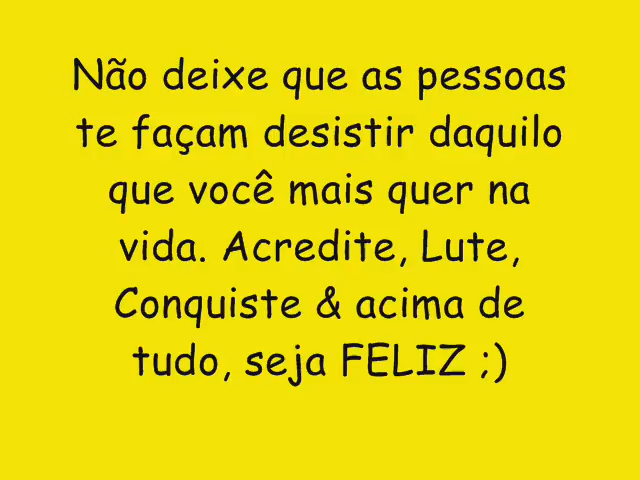 Não deixe que as pessoas
te façam desistir daquilo
que você mais quer na
vida. Acredite, Lute,
Conquiste & acima de
tudo, seja FELIZ ;)